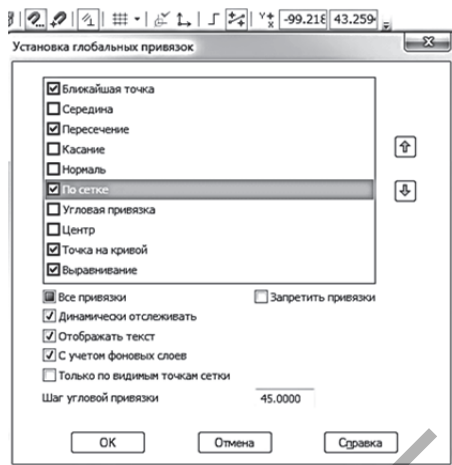 -99.218 43.259
Установка глобальных привязок
Ближайшая точка
Середина
Пересечение
Касание
Нормаль
По сетке
Угловая привязка
Центр
Точка на кривой
Выравнивание
Все привязки Запретить привязки
Динамически отслеживать
Отображать текст
С учетом фоновых слоев
Только по видимым точкам сетки
Шаг угловой привязки 45.0000
OK Отмена Справка